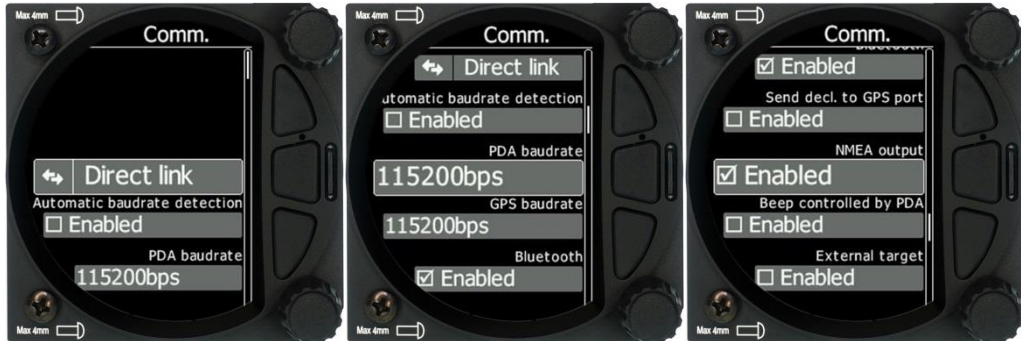 Max 4mm
Comm.
Direct link
Automatic baudrate detection
Enabled
PDA baudrate
115200bps
Max 4mm
Max 4mm
Comm.
Direct link
utomatic baudrate detection
Enabled
PDA baudrate
115200bps
GPS baudrate
115200bps
Bluetooth
Enabled
Max 4mm
Max 4mm
Comm.
Bluetooth
Enabled
Send decl. to GPS port
Enabled
NMEA output
Enabled
Beep controlled by PDA
Enabled
External target
Enabled
Max 4mm